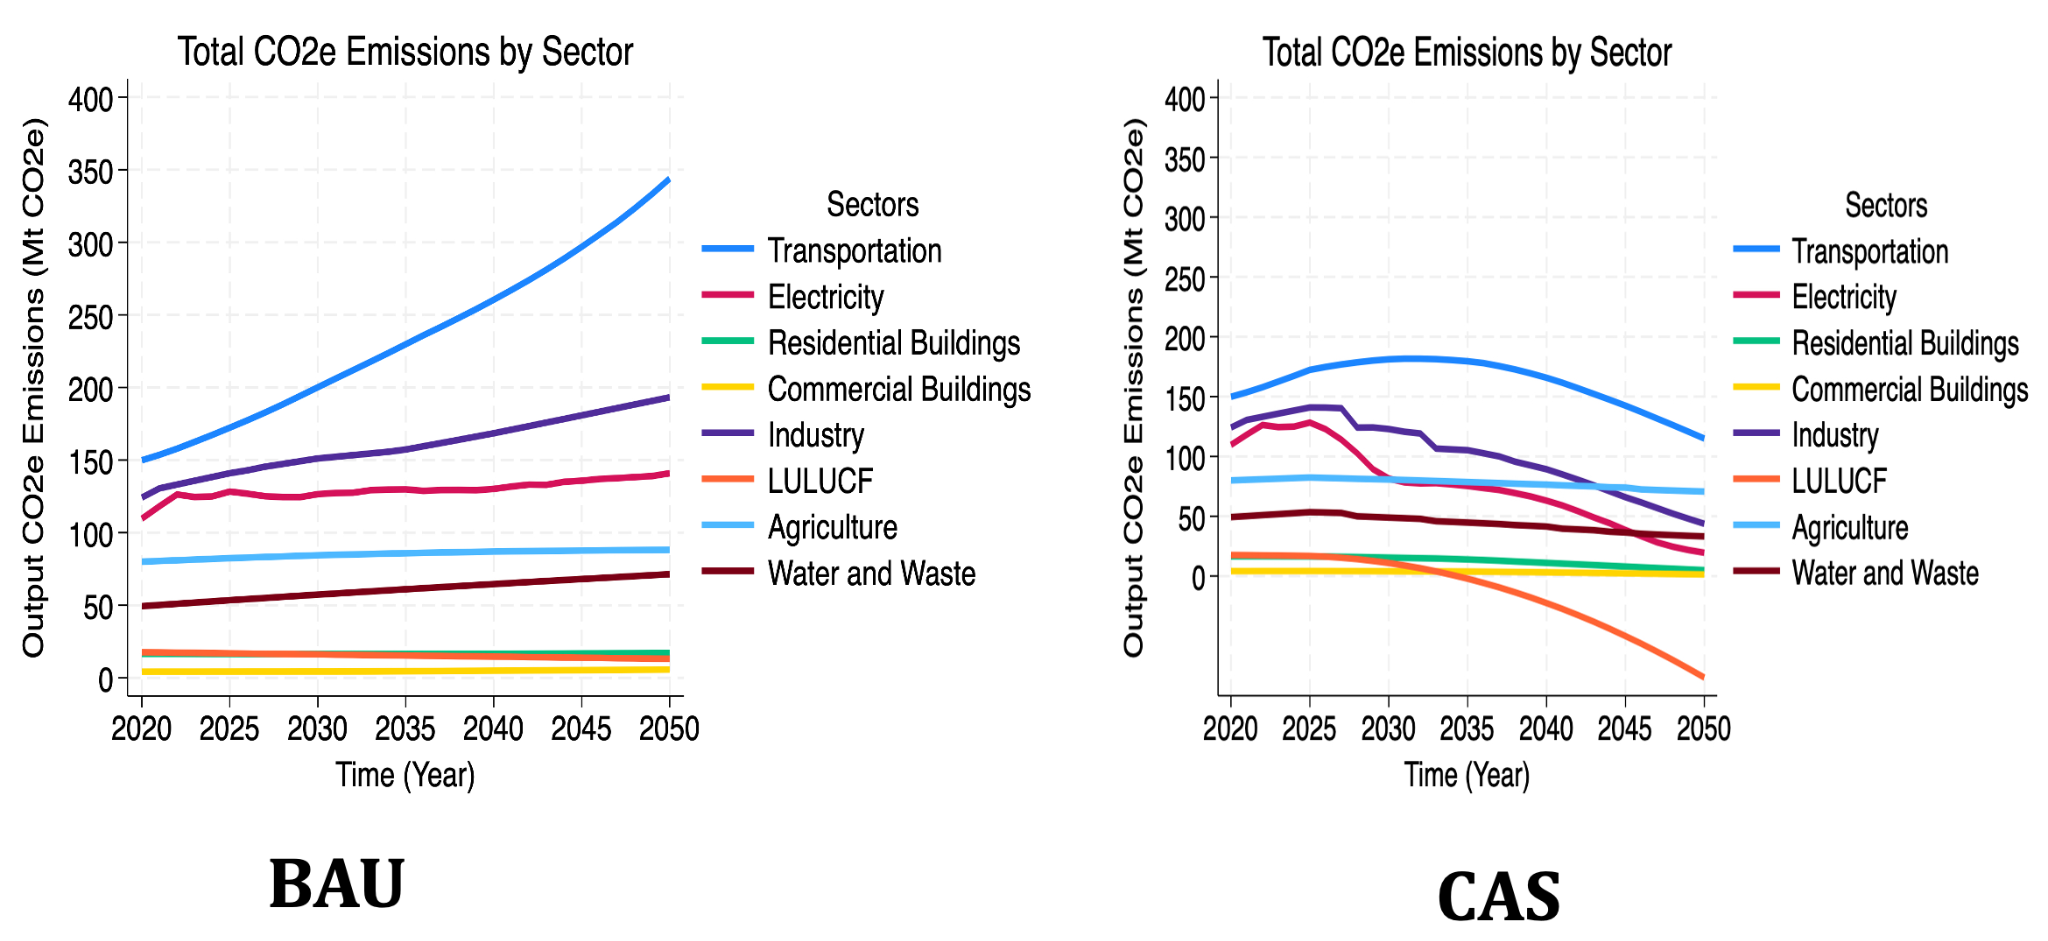 Total CO2e Emissions by Sector
Output CO2e Emissions (Mt CO2e)
400
350
300
250
200
150
100
50
0
2020 2025 2030 2035 2040 2045 2050
Time (Year)
Sectors
Transportation
Electricity
Residential Buildings
Commercial Buildings
Industry
LULUCF
Agriculture
Water and Waste
BAU
Total CO2e Emissions by Sector
Output CO2e Emissions (Mt CO2e)
400
350
300
250
200
150
100
50
0
2020 2025 2030 2035 2040 2045 2050
Time (Year)
Sectors
Transportation
Electricity
Residential Buildings
Commercial Buildings
Industry
LULUCF
Agriculture
Water and Waste
CAS